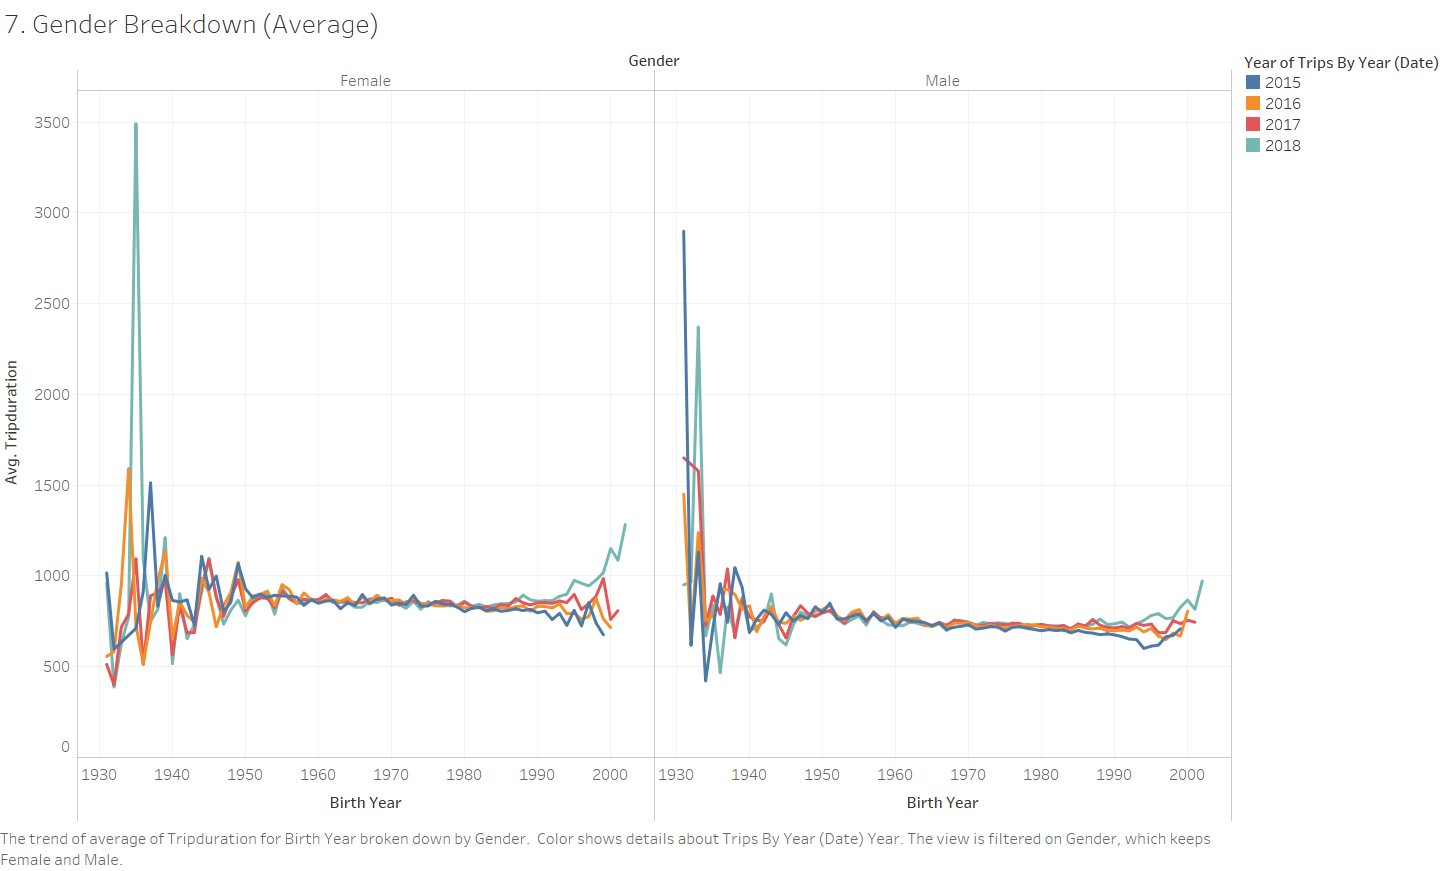 7. Gender Breakdown (Average)
Gender
Female
Male
Year of Trips By Year (Date)
2015
2016
2017
2018
Avg. Tripduration
3500
3000
2500
2000
1500
1000
500
0
1930 1940 1950 1960 1970 1980 1990 2000
1930 1940 1950 1960 1970 1980 1990 2000
Birth Year
Birth Year
The trend of average of Tripduration for Birth Year broken down by Gender.  Color shows details about Trips By Year (Date) Year. The view is filtered on Gender, which keeps
Female and Male.